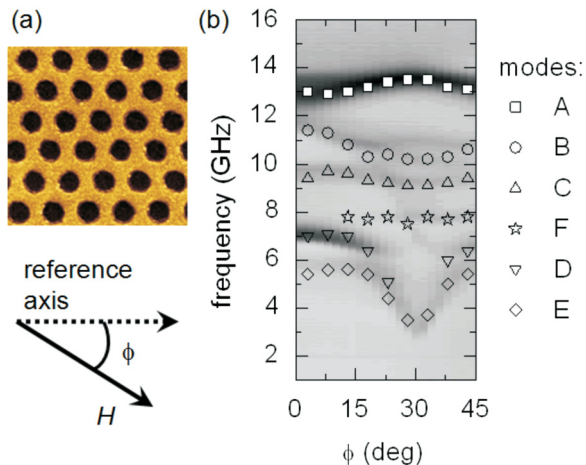 (a)
(b)
reference
axis
ϕ
H
frequency (GHz)
16
14
12
10
8
6
4
2
0 15 30 45
ϕ (deg)
modes:
A
B
C
F
D
E